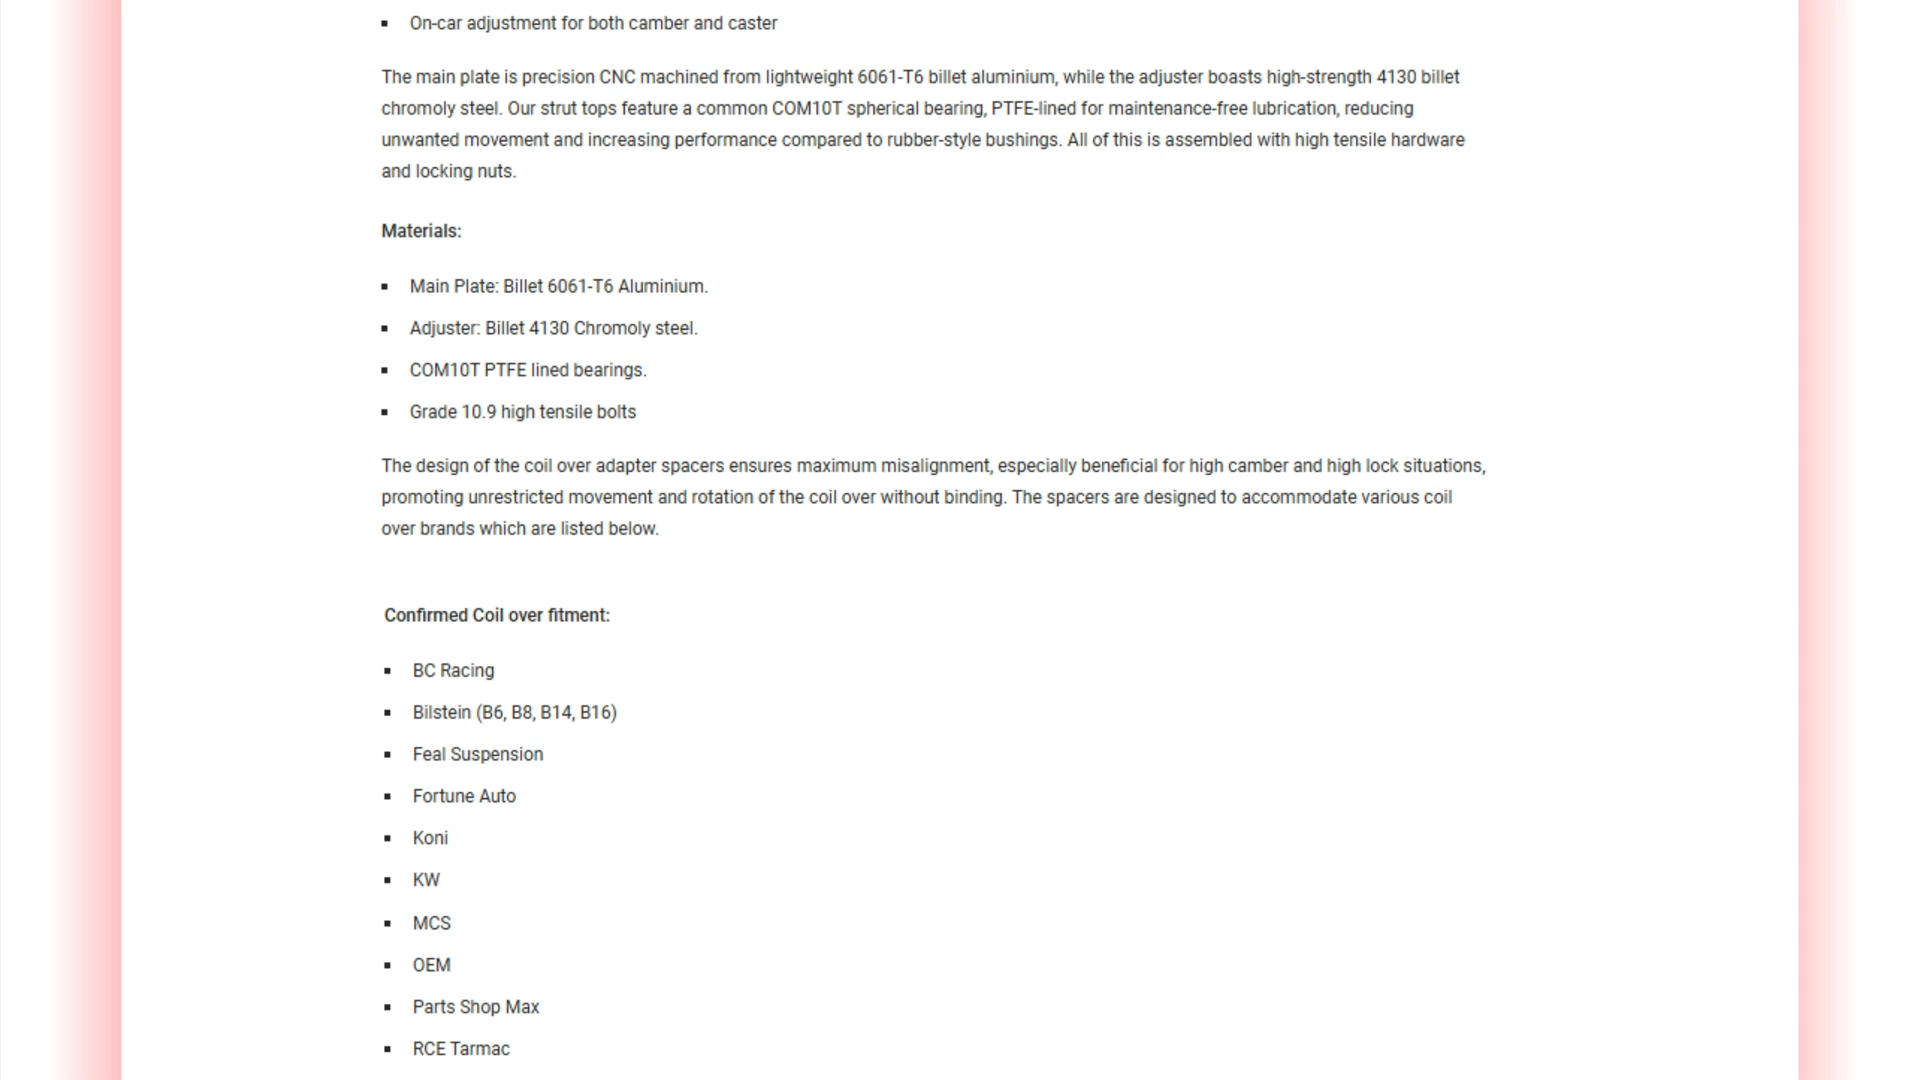 On-car adjustment for both camber and caster
The main plate is precision CNC machined from lightweight 6061-T6 billet aluminium, while the adjuster boasts high-strength 4130 billet
chromoly steel. Our strut tops feature a common COM10T spherical bearing, PTFE-lined for maintenance-free lubrication, reducing
unwanted movement and increasing performance compared to rubber-style bushings. All of this is assembled with high tensile hardware
and locking nuts.
Materials:
Main Plate: Billet 6061-T6 Aluminium.
Adjuster: Billet 4130 Chromoly steel.
COM10T PTFE lined bearings.
Grade 10.9 high tensile bolts
The design of the coil over adapter spacers ensures maximum misalignment, especially beneficial for high camber and high lock situations,
promoting unrestricted movement and rotation of the coil over without binding. The spacers are designed to accommodate various coil
over brands which are listed below.
Confirmed Coil over fitment:
BC Racing
Bilstein (B6, B8, B14, B16)
Feal Suspension
Fortune Auto
Koni
KW
MCS
OEM
Parts Shop Max
RCE Tarmac